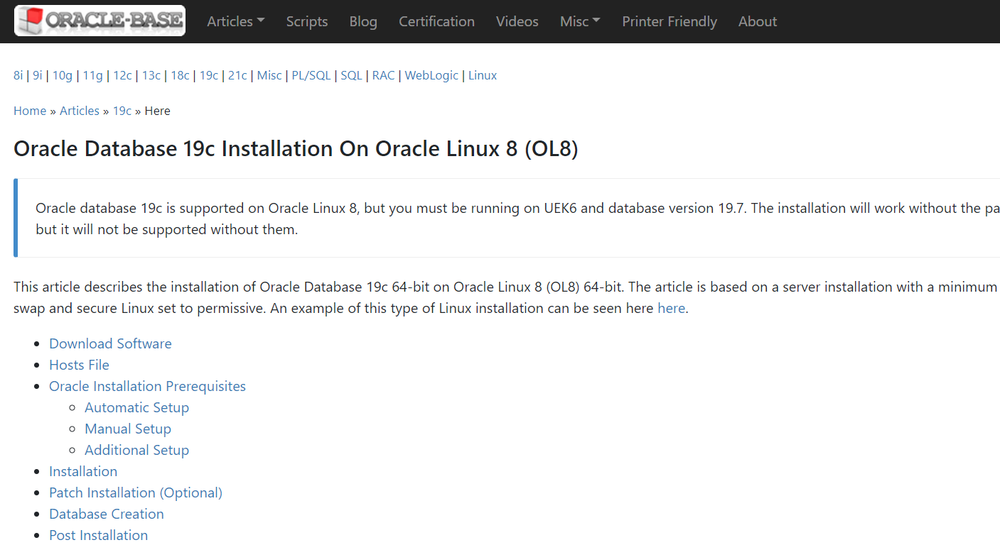 ORACLE-BASE Articles Scripts Blog Certification Videos Misc Printer Friendly About
8i | 9i | 10g | 11g | 12c | 13c | 18c | 19c | 21c | Misc | PL/SQL | SQL | RAC | WebLogic | Linux
Home » Articles » 19c » Here
Oracle Database 19c Installation On Oracle Linux 8 (OL8)
Oracle database 19c is supported on Oracle Linux 8, but you must be running on UEK6 and database version 19.7. The installation will work without the pa
but it will not be supported without them.
This article describes the installation of Oracle Database 19c 64-bit on Oracle Linux 8 (OL8) 64-bit. The article is based on a server installation with a minimum
swap and secure Linux set to permissive. An example of this type of Linux installation can be seen here here.
Download Software
Hosts File
Oracle Installation Prerequisites
Automatic Setup
Manual Setup
Additional Setup
Installation
Patch Installation (Optional)
Database Creation
Post Installation